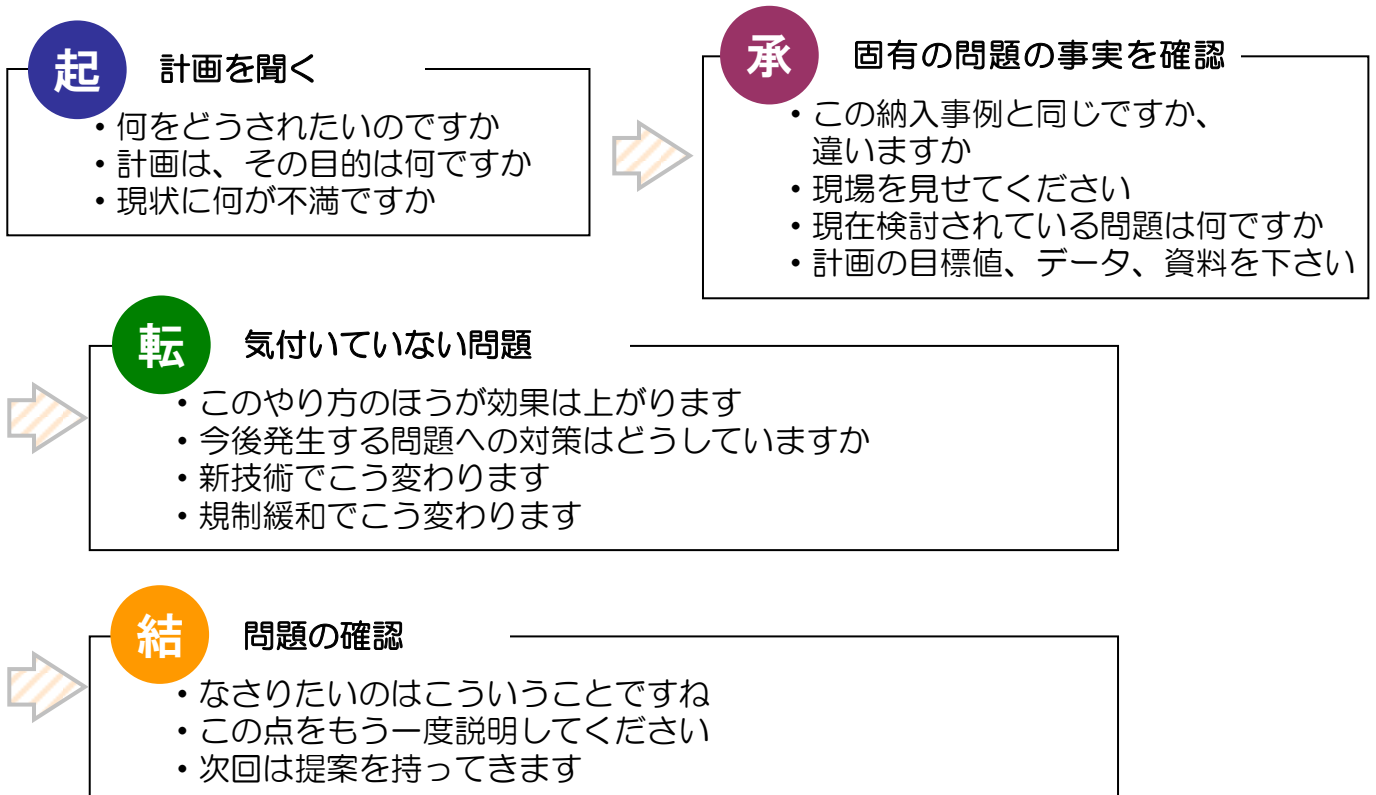 起
計画を聞く
・何をどうされたいのですか
・計画は、その目的は何ですか
・現状に何が不満ですか
承
固有の問題の事実を確認
・この納入事例と同じですか、
違いますか
・現場を見せてください
・現在検討されている問題は何ですか
・計画の目標値、データ、資料を下さい
転
気付いていない問題
・このやり方のほうが効果は上がります
・今後発生する問題への対策はどうしていますか
・新技術でこう変わります
・規制緩和でこう変わります
結
問題の確認
・なさりたいのはこういうことですね
・この点をもう一度説明してください
・次回は提案を持ってきます